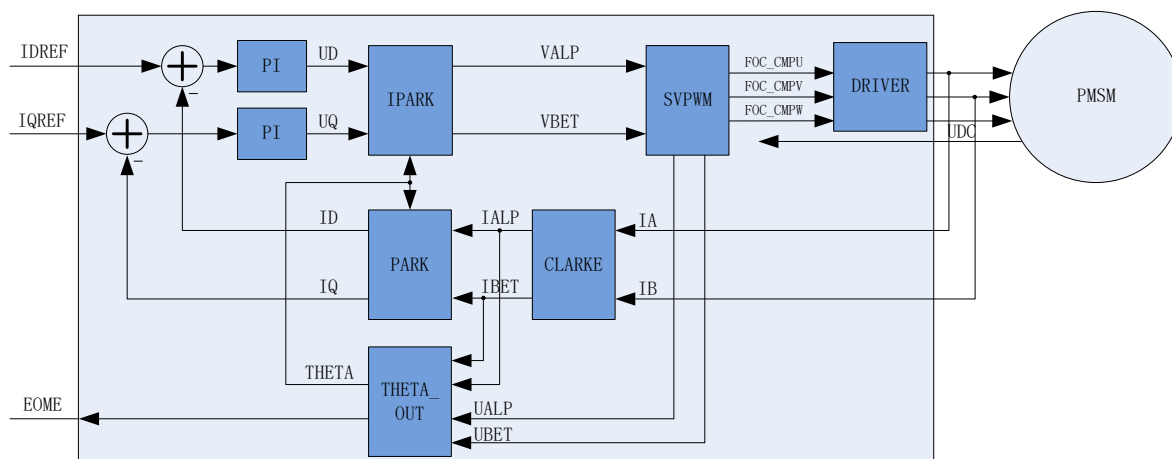 IDREF
PI
UD
IPARK
VALP
SVPWM
FOC_CMPU
FOC_CMPV
FOC_CMPW
DRIVER
PMSM
IQREF
PI
UQ
VBET
UDC
ID
PARK
IALP
CLARKE
IA
IQ
IBET
IB
THETA
THETA_
OUT
EOME
UALP
UBET